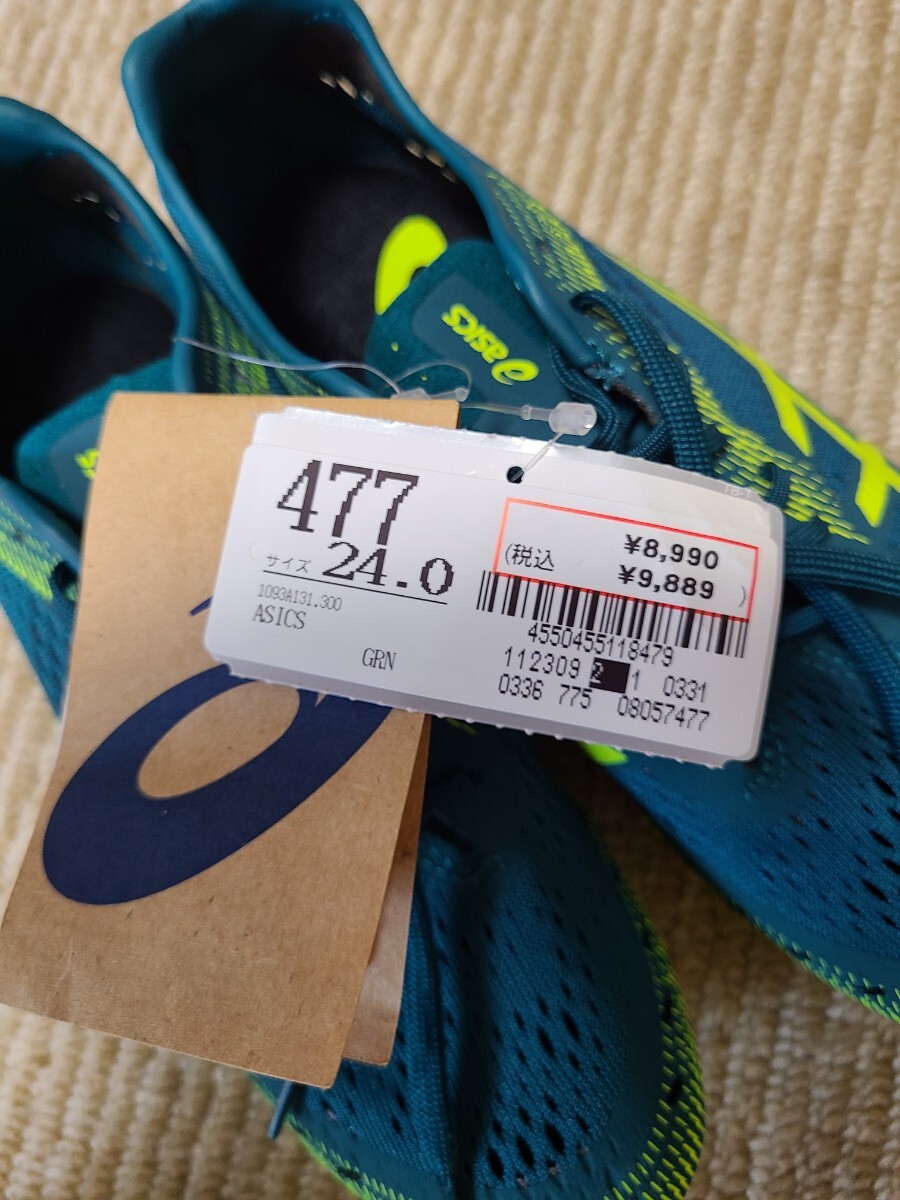 asics
477
サイズ 24.0
1093A131.300
ASICS
GRN
¥8,990
(税込 ¥9,889 )
4550455118479
112309 2 1 0331
0336 775 08057477